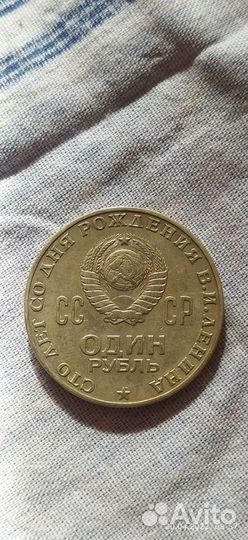 СТО ЛЕТ СО ДНЯ РОЖДЕНИЯ В.И.ЛЕНИНА
СС СР
ОДИН
РУБЛЬ
Avito